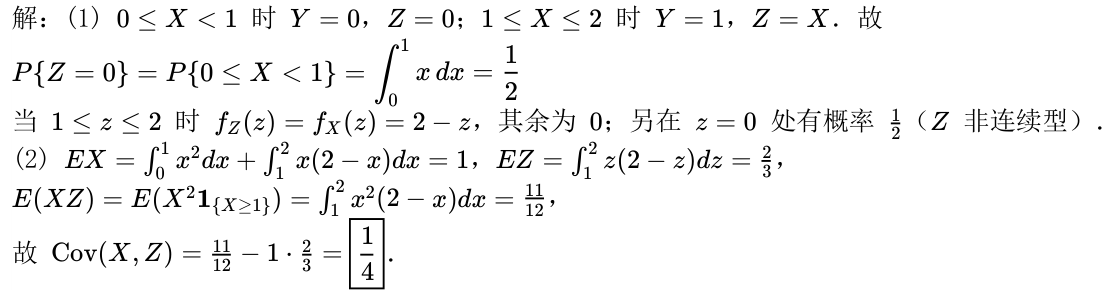 解：(1) 0 ≤ X < 1 时 Y = 0，Z = 0；1 ≤ X ≤ 2 时 Y = 1，Z = X．故
P{Z = 0} = P{0 ≤ X < 1} = ∫₀¹ x dx = 1/2
当 1 ≤ z ≤ 2 时 f_Z(z) = f_X(z) = 2 − z，其余为 0；另在 z = 0 处有概率 1/2（Z 非连续型）．
(2) EX = ∫₀¹ x²dx + ∫₁² x(2 − x)dx = 1，EZ = ∫₁² z(2 − z)dz = 2/3，
E(XZ) = E(X²𝟏_{X≥1}) = ∫₁² x²(2 − x)dx = 11/12，
故 Cov(X, Z) = 11/12 − 1 · 2/3 = 1/4.